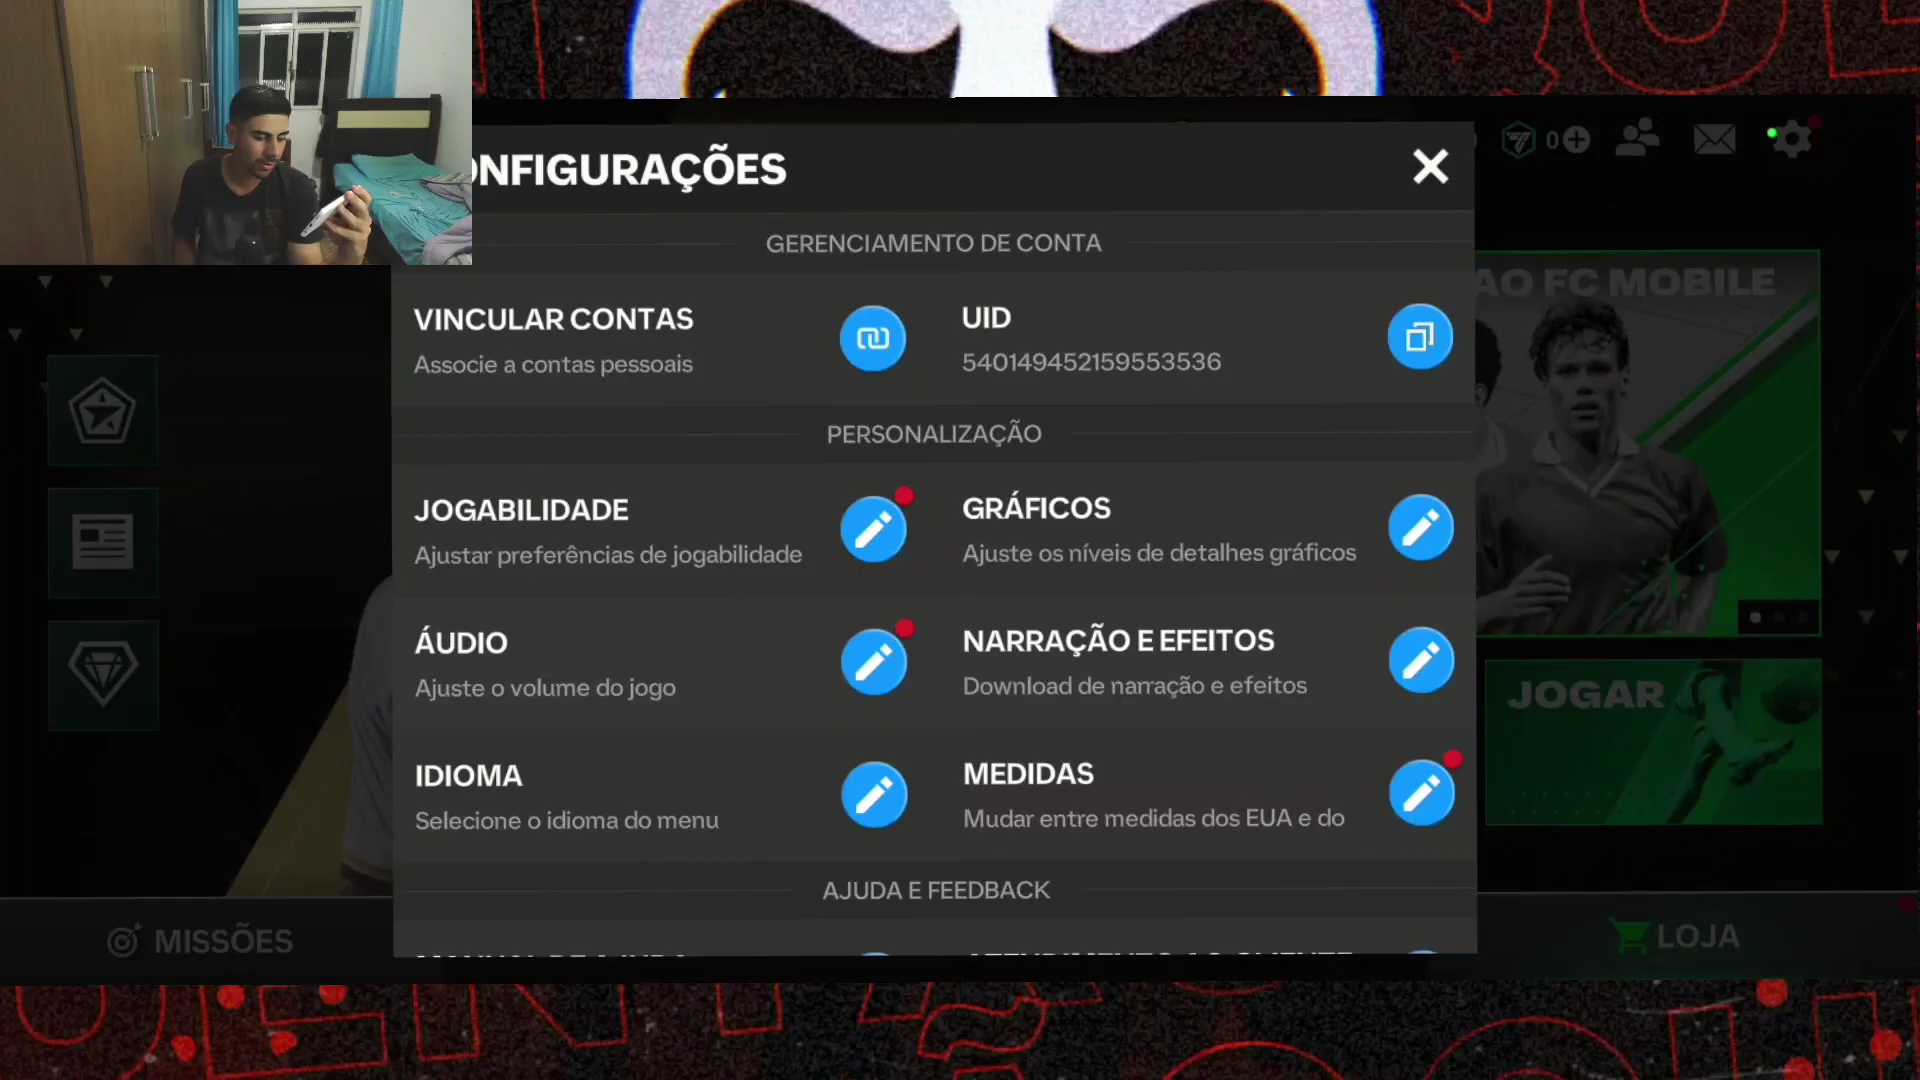 ONFIGURAÇÕES
0
GERENCIAMENTO DE CONTA
VINCULAR CONTAS
Associe a contas pessoais
UID
540149452159553536
PERSONALIZAÇÃO
JOGABILIDADE
Ajustar preferências de jogabilidade
GRÁFICOS
Ajuste os níveis de detalhes gráficos
ÁUDIO
Ajuste o volume do jogo
NARRAÇÃO E EFEITOS
Download de narração e efeitos
IDIOMA
Selecione o idioma do menu
MEDIDAS
Mudar entre medidas dos EUA e do
AJUDA E FEEDBACK
AO FC MOBILE
JOGAR
MISSÕES
LOJA